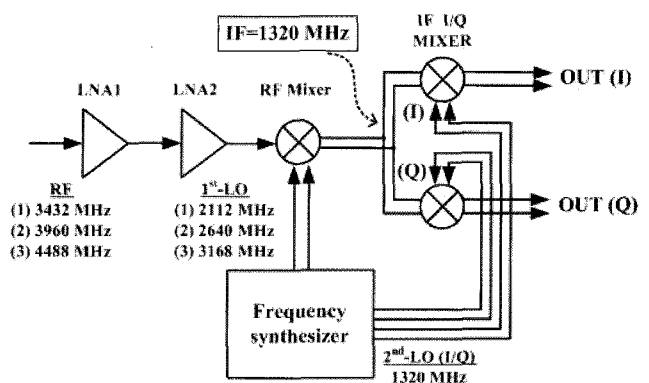 IF I/Q
MIXER
IF=1320 MHz
LNA1
LNA2
RF Mixer
OUT (I)
(I)
(Q)
OUT (Q)
RF
(1) 3432 MHz
(2) 3960 MHz
(3) 4488 MHz
1st-LO
(1) 2112 MHz
(2) 2640 MHz
(3) 3168 MHz
Frequency
synthesizer
2nd-LO (I/Q)
1320 MHz